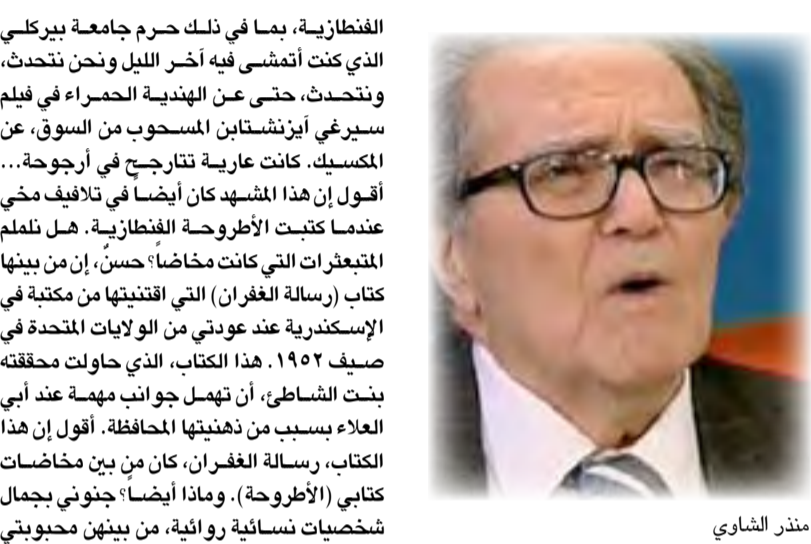 الفنطازية، بما في ذلك حرم جامعة بيركلي
الذي كنت أتمشى فيه آخر الليل ونحن نتحدث،
ونتحدث، حتى عن الهندية الحمراء في فيلم
سيرغي آيزنشتابن المسحوب من السوق، عن
المكسيك. كانت عارية تتارجح في أرجوحة...
أقول إن هذا المشهد كان أيضاً في تلافيف مخي
عندما كتبت الأطروحة الفنطازية. هل نلملم
المتبعثرات التي كانت مخاضاً؟ حسنٌ، إن من بينها
كتاب (رسالة الغفران) التي اقتنيتها من مكتبة في
الإسكندرية عند عودتي من الولايات المتحدة في
صيف ١٩٥٢. هذا الكتاب، الذي حاولت محققته
بنت الشاطئ، أن تهمل جوانب مهمة عند أبي
العلاء بسبب من ذهنيتها المحافظة. أقول إن هذا
الكتاب، رسالة الغفران، كان من بين مخاضات
كتابي (الأطروحة). وماذا أيضاً؟ جنوني بجمال
شخصيات نسائية روائية، من بينهن محبوبتي
منذر الشاوي